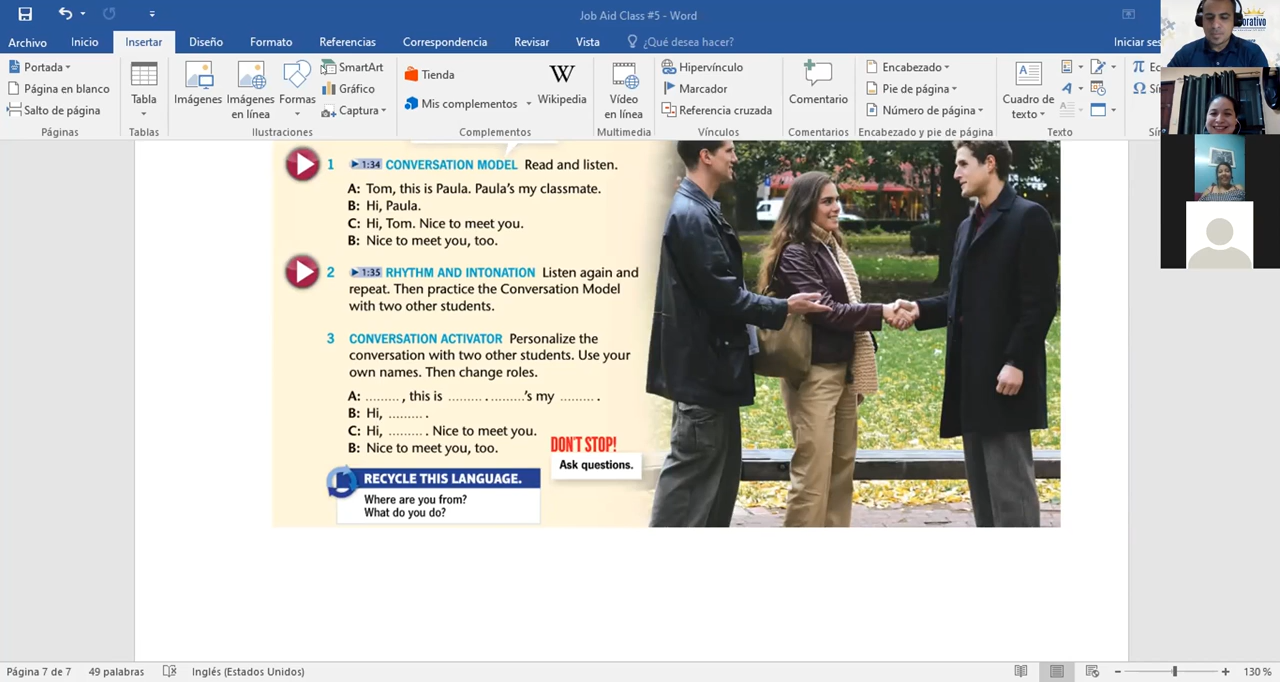 Job Aid Class #5 - Word
Archivo Inicio Insertar Diseño Formato Referencias Correspondencia Revisar Vista ¿Qué desea hacer? Iniciar ses
Portada
Página en blanco
Salto de página
Páginas
Tabla
Tablas
Imágenes
Imágenes en línea
Formas
SmartArt
Gráfico
Captura
Ilustraciones
Tienda
Mis complementos
W
Wikipedia
Complementos
Vídeo en línea
Multimedia
Hipervínculo
Marcador
Referencia cruzada
Vínculos
Comentario
Comentarios
Encabezado
Pie de página
Número de página
Encabezado y pie de página
Cuadro de texto
Texto
π Ec
Ω Sí
Sír
orativo
1 1:34 CONVERSATION MODEL Read and listen.
A: Tom, this is Paula. Paula's my classmate.
B: Hi, Paula.
C: Hi, Tom. Nice to meet you.
B: Nice to meet you, too.
2 1:35 RHYTHM AND INTONATION Listen again and
repeat. Then practice the Conversation Model
with two other students.
3 CONVERSATION ACTIVATOR Personalize the
conversation with two other students. Use your
own names. Then change roles.
A: ........., this is ......... . .........'s my ......... .
B: Hi, ......... .
C: Hi, ......... . Nice to meet you.
B: Nice to meet you, too.
DON'T STOP!
Ask questions.
RECYCLE THIS LANGUAGE.
Where are you from?
What do you do?
Página 7 de 7 49 palabras Inglés (Estados Unidos) 130 %